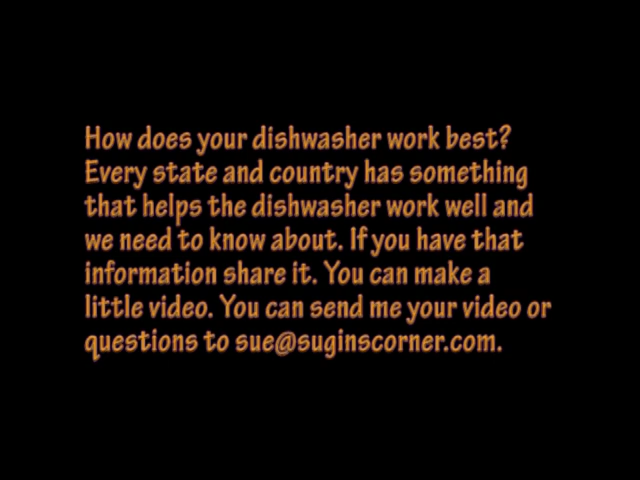 How does your dishwasher work best?
Every state and country has something
that helps the dishwasher work well and
we need to know about. If you have that
information share it. You can make a
little video. You can send me your video or
questions to sue@suginscorner.com.